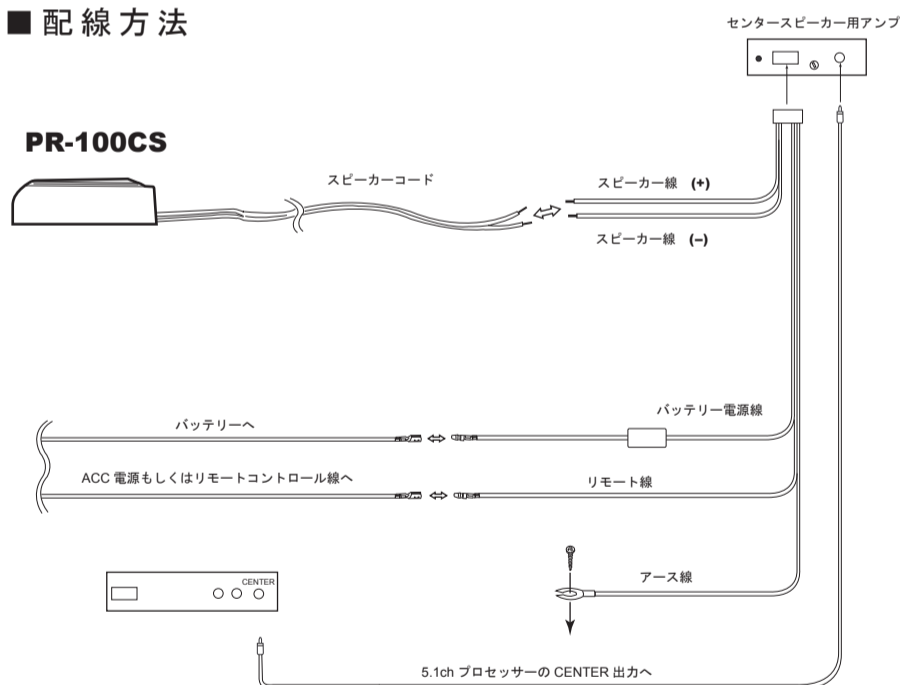 ■ 配線方法
センタースピーカー用アンプ
PR-100CS
スピーカーコード
スピーカー線 (+)
スピーカー線 (–)
バッテリー電源線
バッテリーへ
ACC 電源もしくはリモートコントロール線へ
リモート線
アース線
CENTER
5.1ch プロセッサーの CENTER 出力へ